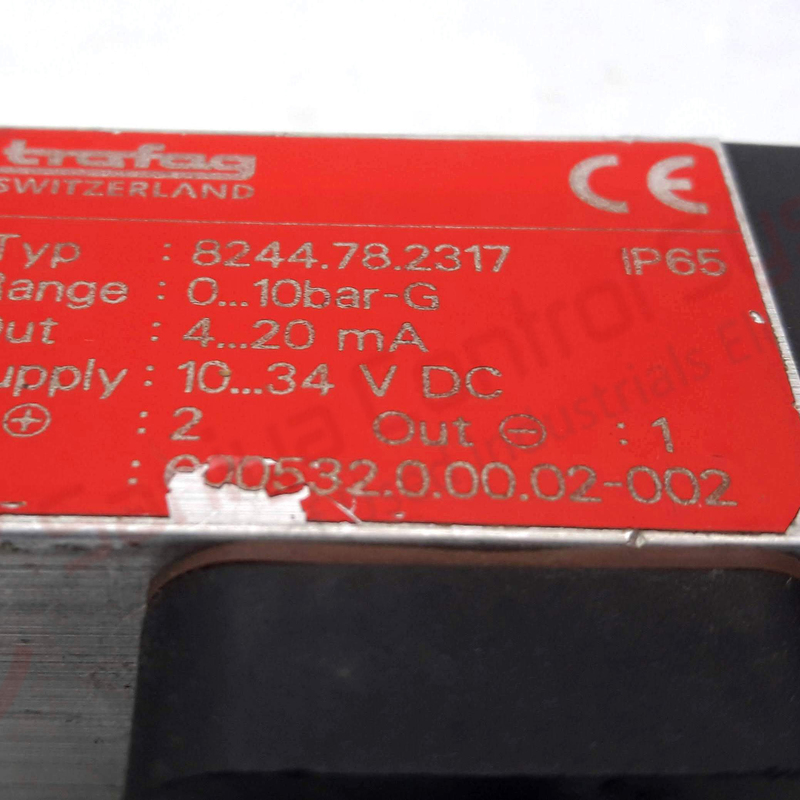 trafag
SWITZERLAND
CE
Typ : 8244.78.2317 IP65
Range : 0...10bar-G
Out : 4...20 mA
Supply : 10...34 V DC
⊕ : 2 Out ⊖ : 1
: 532.0.00.02-002